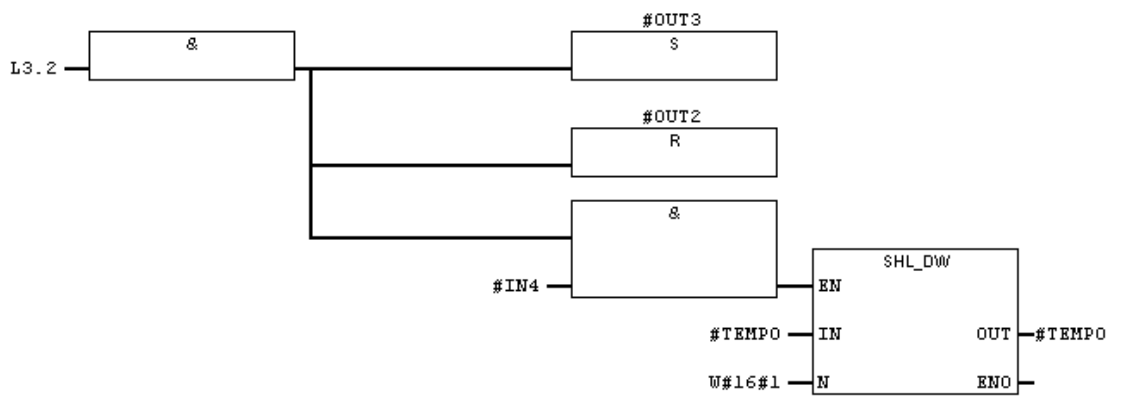 #OUT3
&
S
L3.2
#OUT2
R
&
SHL_DW
#IN4
EN
#TEMP0
IN
OUT
#TEMP0
W#16#1
N
ENO